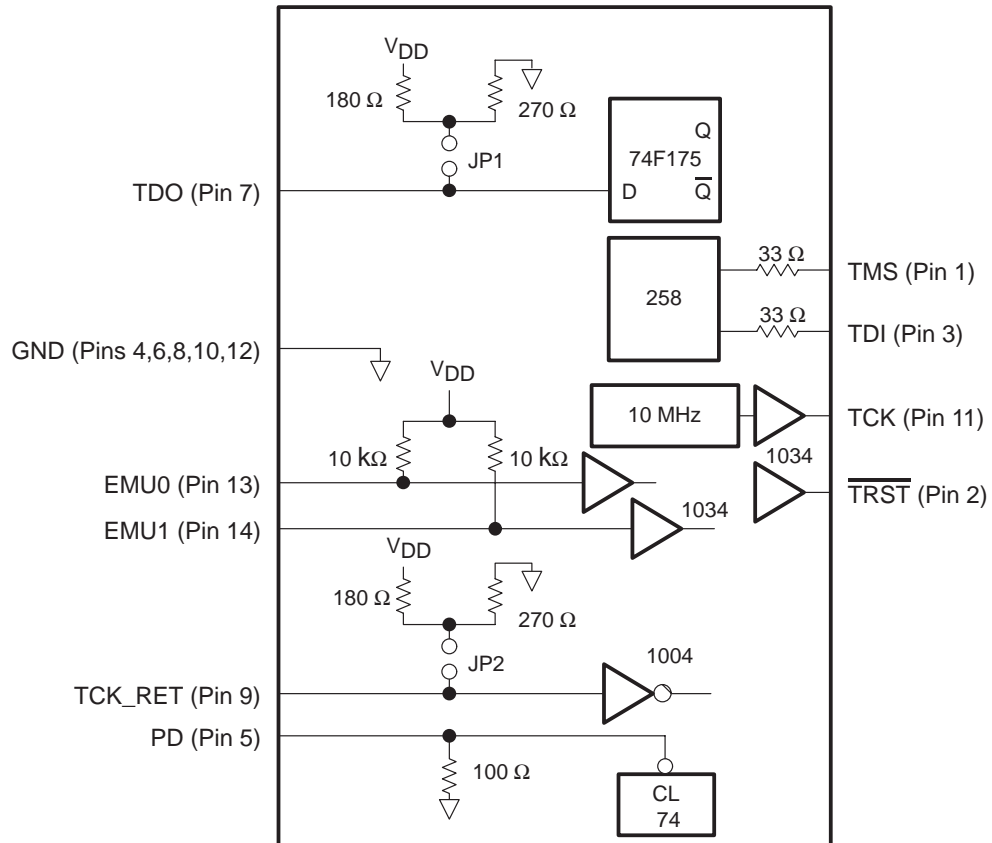 VDD
180 Ω
270 Ω
JP1
Q
74F175
D
Q̅
TDO (Pin 7)
33 Ω
TMS (Pin 1)
258
33 Ω
TDI (Pin 3)
GND (Pins 4,6,8,10,12)
VDD
10 MHz
TCK (Pin 11)
10 kΩ
10 kΩ
1034
EMU0 (Pin 13)
T̅R̅S̅T̅ (Pin 2)
1034
EMU1 (Pin 14)
VDD
180 Ω
270 Ω
JP2
1004
TCK_RET (Pin 9)
PD (Pin 5)
100 Ω
CL
74